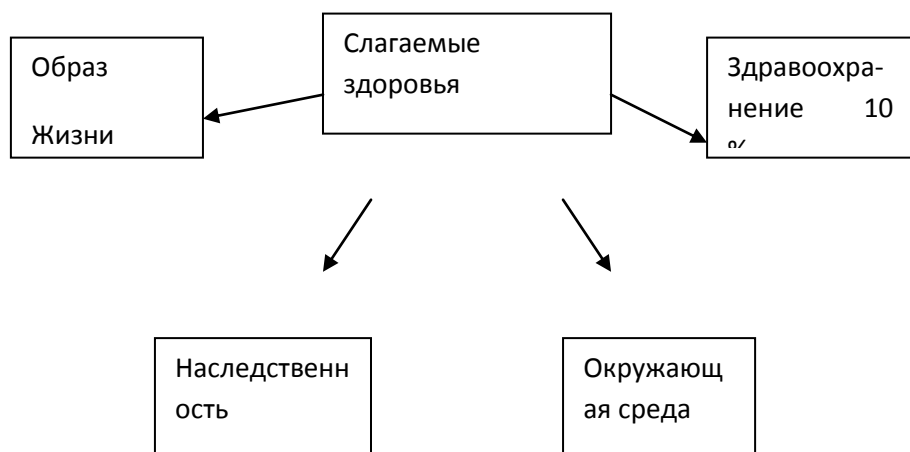 Слагаемые
здоровья
Образ
Жизни
Здравоохра-
нение 10
%
Наследственн
ость
Окружающ
ая среда